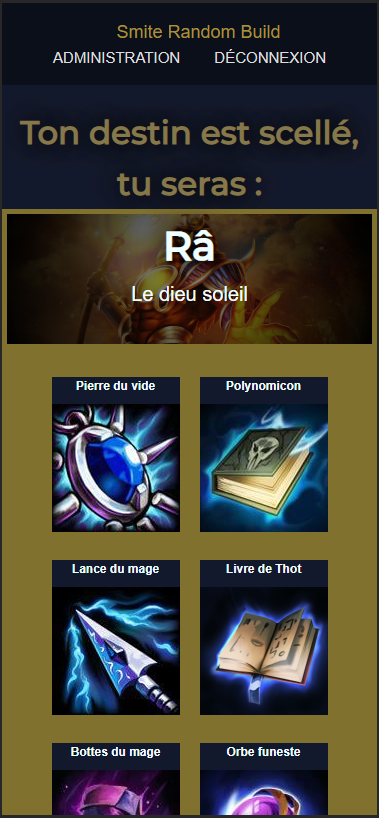 Smite Random Build
ADMINISTRATION DÉCONNEXION
Ton destin est scellé,
tu seras :
Râ
Le dieu soleil
Pierre du vide Polynomicon
Lance du mage Livre de Thot
Bottes du mage Orbe funeste